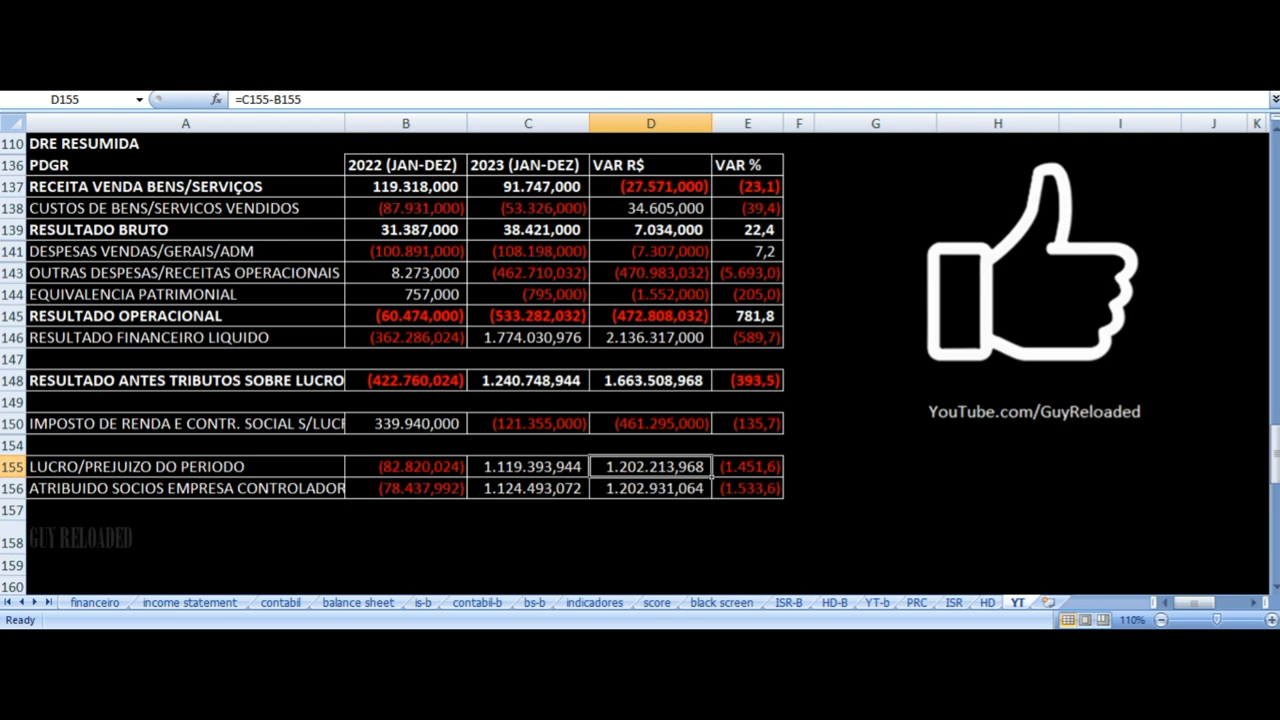 D155 fx =C155-B155
A B C D E F G H I J K
110 DRE RESUMIDA
136 PDGR 2022 (JAN-DEZ) 2023 (JAN-DEZ) VAR R$ VAR %
137 RECEITA VENDA BENS/SERVIÇOS 119.318,000 91.747,000 (27.571,000) (23,1)
138 CUSTOS DE BENS/SERVICOS VENDIDOS (87.931,000) (53.326,000) 34.605,000 (39,4)
139 RESULTADO BRUTO 31.387,000 38.421,000 7.034,000 22,4
141 DESPESAS VENDAS/GERAIS/ADM (100.891,000) (108.198,000) (7.307,000) 7,2
143 OUTRAS DESPESAS/RECEITAS OPERACIONAIS 8.273,000 (462.710,032) (470.983,032) (5.693,0)
144 EQUIVALENCIA PATRIMONIAL 757,000 (795,000) (1.552,000) (205,0)
145 RESULTADO OPERACIONAL (60.474,000) (533.282,032) (472.808,032) 781,8
146 RESULTADO FINANCEIRO LIQUIDO (362.286,024) 1.774.030,976 2.136.317,000 (589,7)
147
148 RESULTADO ANTES TRIBUTOS SOBRE LUCRO (422.760,024) 1.240.748,944 1.663.508,968 (393,5)
149
150 IMPOSTO DE RENDA E CONTR. SOCIAL S/LUCR 339.940,000 (121.355,000) (461.295,000) (135,7)
154
155 LUCRO/PREJUIZO DO PERIODO (82.820,024) 1.119.393,944 1.202.213,968 (1.451,6)
156 ATRIBUIDO SOCIOS EMPRESA CONTROLADOR (78.437,992) 1.124.493,072 1.202.931,064 (1.533,6)
157
158 GUY RELOADED
159
160
YouTube.com/GuyReloaded
financeiro income statement contabil balance sheet is-b contabil-b bs-b indicadores score black screen ISR-B HD-B YT-b PRC ISR HD YT
Ready 110%